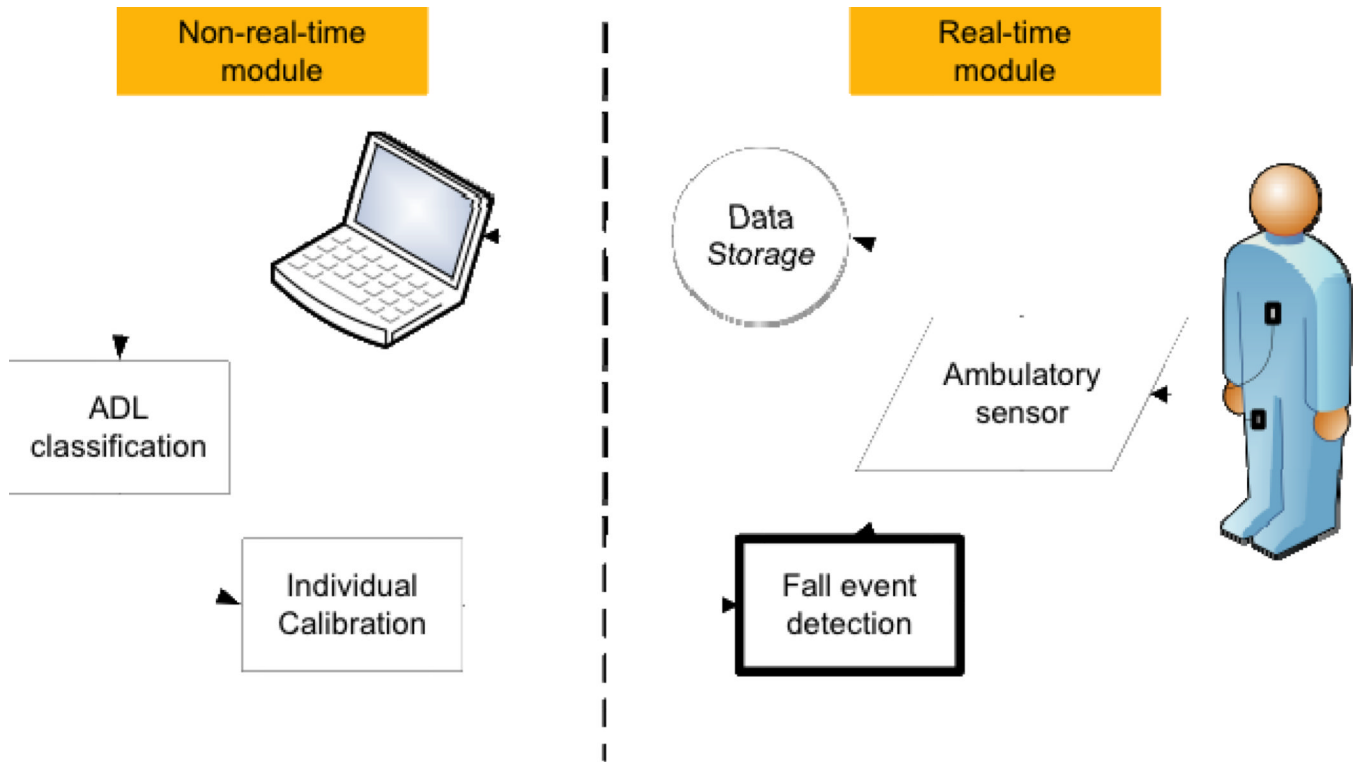 Non-real-time
module
Real-time
module
Data
Storage
Ambulatory
sensor
ADL
classification
Individual
Calibration
Fall event
detection